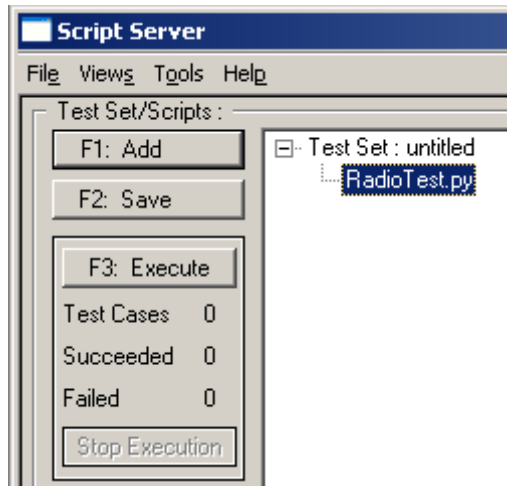 Script Server
File Views Tools Help
Test Set/Scripts :
F1: Add
F2: Save
F3: Execute
Test Cases 0
Succeeded 0
Failed 0
Stop Execution
Test Set : untitled
RadioTest.py